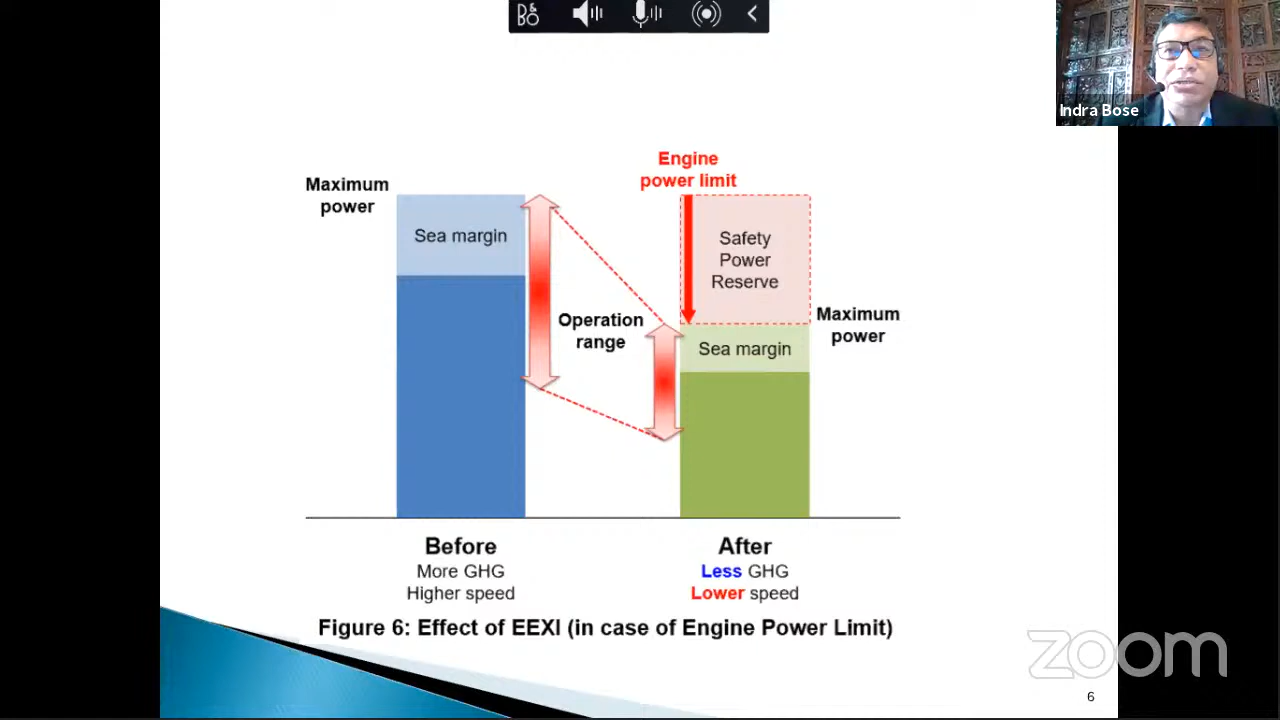 D&
BO
Indra Bose
Engine
power limit
Maximum
power
Sea margin
Safety
Power
Reserve
Operation
range
Maximum
power
Sea margin
Before
More GHG
Higher speed
After
Less GHG
Lower speed
Figure 6: Effect of EEXI (in case of Engine Power Limit)
zoom
6